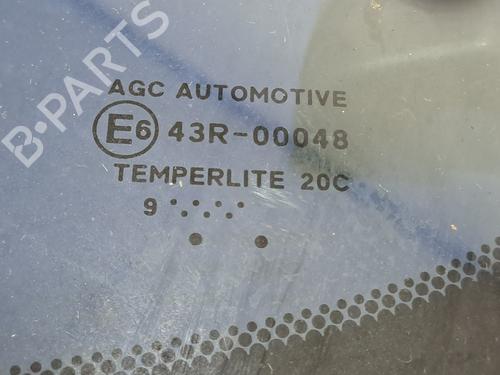 B-PARTS
AGC AUTOMOTIVE
E6 43R-00048
TEMPERLITE 20C
9